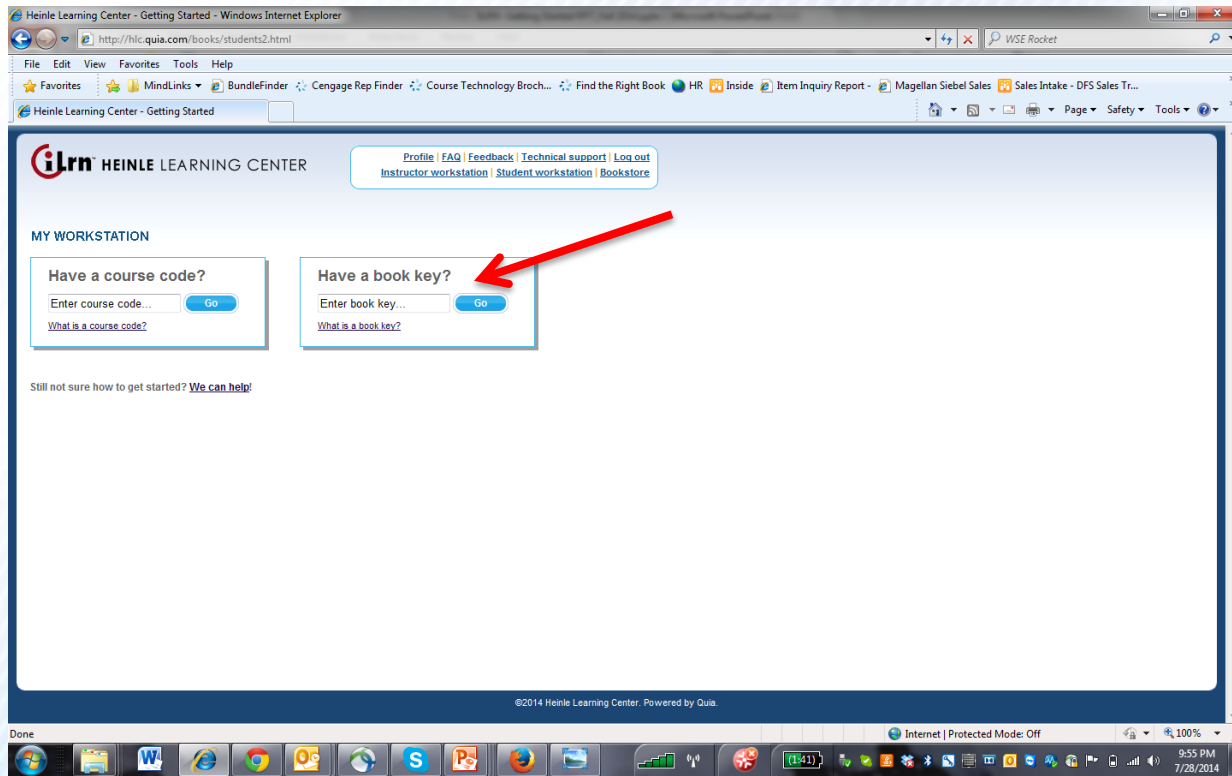 Heinle Learning Center - Getting Started - Windows Internet Explorer
http://hlc.quia.com/books/students2.html
WSE Rocket
File Edit View Favorites Tools Help
Favorites MindLinks BundleFinder Cengage Rep Finder Course Technology Broch... Find the Right Book HR Inside Item Inquiry Report - Magellan Siebel Sales Sales Intake - DFS Sales Tr...
Heinle Learning Center - Getting Started
Page Safety Tools
iLrn™ HEINLE LEARNING CENTER
Profile | FAQ | Feedback | Technical support | Log out
Instructor workstation | Student workstation | Bookstore
MY WORKSTATION
Have a course code? Have a book key?
Enter course code... Go Enter book key... Go
What is a course code? What is a book key?
Still not sure how to get started? We can help!
©2014 Heinle Learning Center. Powered by Quia.
Done Internet | Protected Mode: Off 100%
(1:41) 9:55 PM
7/28/2014